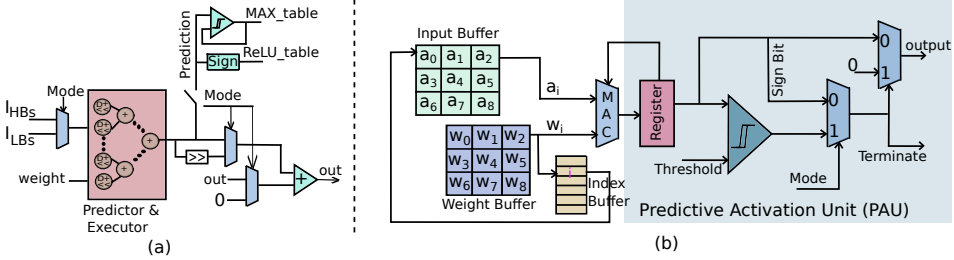 MAX_table
Prediction
Sign
ReLU_table
Mode
Mode
I_HBs
I_LBs
+
+
+
>>
weight
out
0
+
out
Predictor &
Executor
(a)
Input Buffer
a0 a1 a2
a3 a4 a5
a6 a7 a8
ai
w0 w1 w2
w3 w4 w5
w6 w7 w8
Weight Buffer
wi
i
Index
Buffer
MAC
Register
Threshold
Sign Bit
0
1
Mode
0
0
1
output
Terminate
Predictive Activation Unit (PAU)
(b)